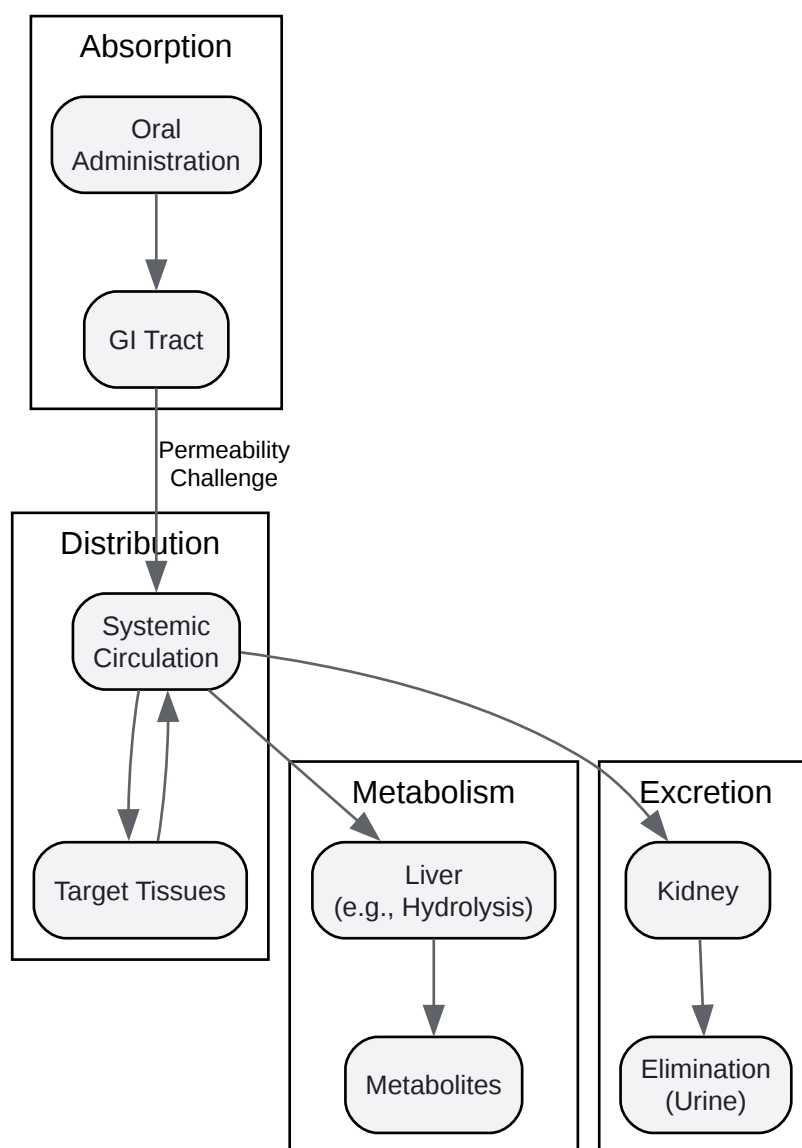 Absorption
Oral
Administration
GI Tract
Permeability
Challenge
Distribution
Systemic
Circulation
Target Tissues
Metabolism
Liver
(e.g., Hydrolysis)
Metabolites
Excretion
Kidney
Elimination
(Urine)